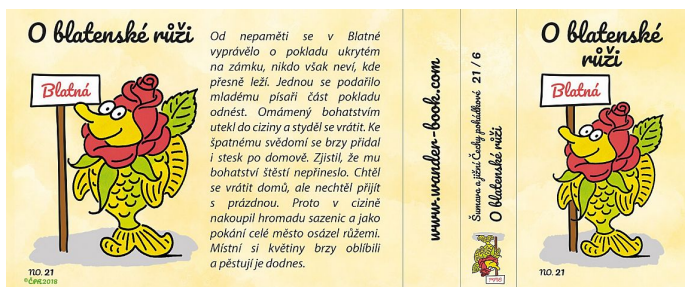 O blatenské růži
Blatná
NO. 21
©ČPR 2018
Od nepaměti se v Blatné
vyprávělo o pokladu ukrytém
na zámku, nikdo však neví, kde
přesně leží. Jednou se podařilo
mladému písaři část pokladu
odnést. Omámený bohatstvím
utekl do ciziny a styděl se vrátit. Ke
špatnému svědomí se brzy přidal
i stesk po domově. Zjistil, že mu
bohatství štěstí nepřineslo. Chtěl
se vrátit domů, ale nechtěl přijít
s prázdnou. Proto v cizině
nakoupil hromadu sazenic a jako
pokání celé město osázel růžemi.
Místní si květiny brzy oblíbili
a pěstují je dodnes.
www.wander-book.com
Šumava a jižní Čechy pohádkové 21 / 6
O blatenské růži
O blatenské
růži
Blatná
NO. 21